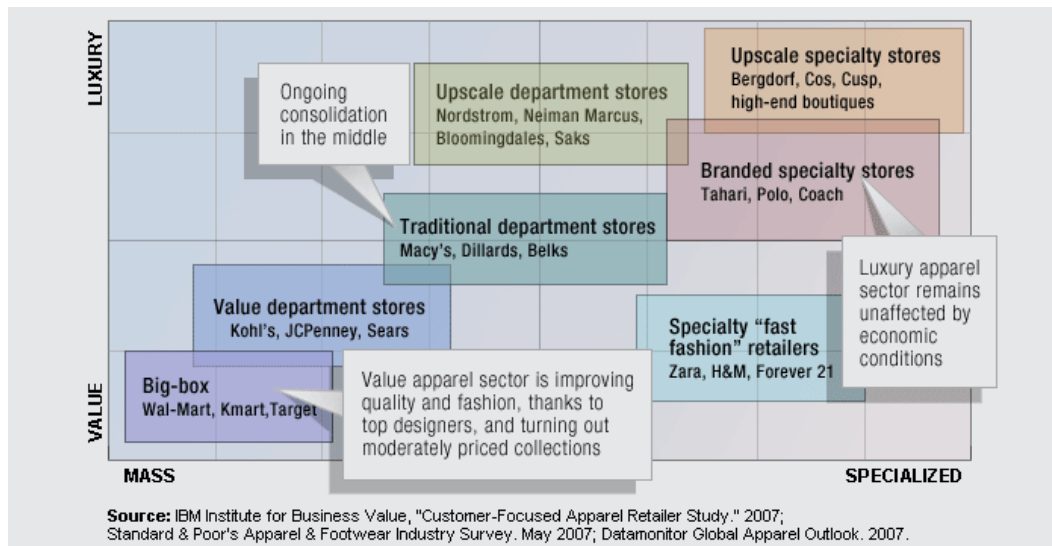 LUXURY
Upscale specialty stores
Bergdorf, Cos, Cusp,
high-end boutiques
Ongoing
consolidation
in the middle
Upscale department stores
Nordstrom, Neiman Marcus,
Bloomingdales, Saks
Branded specialty stores
Tahari, Polo, Coach
Traditional department stores
Macy's, Dillards, Belks
Luxury apparel
sector remains
unaffected by
economic
conditions
Value department stores
Kohl's, JCPenney, Sears
Specialty "fast
fashion" retailers
Zara, H&M, Forever 21
Big-box
Wal-Mart, Kmart,Target
Value apparel sector is improving
quality and fashion, thanks to
top designers, and turning out
moderately priced collections
VALUE
MASS
SPECIALIZED
Source: IBM Institute for Business Value, "Customer-Focused Apparel Retailer Study." 2007;
Standard & Poor's Apparel & Footwear Industry Survey. May 2007; Datamonitor Global Apparel Outlook. 2007.